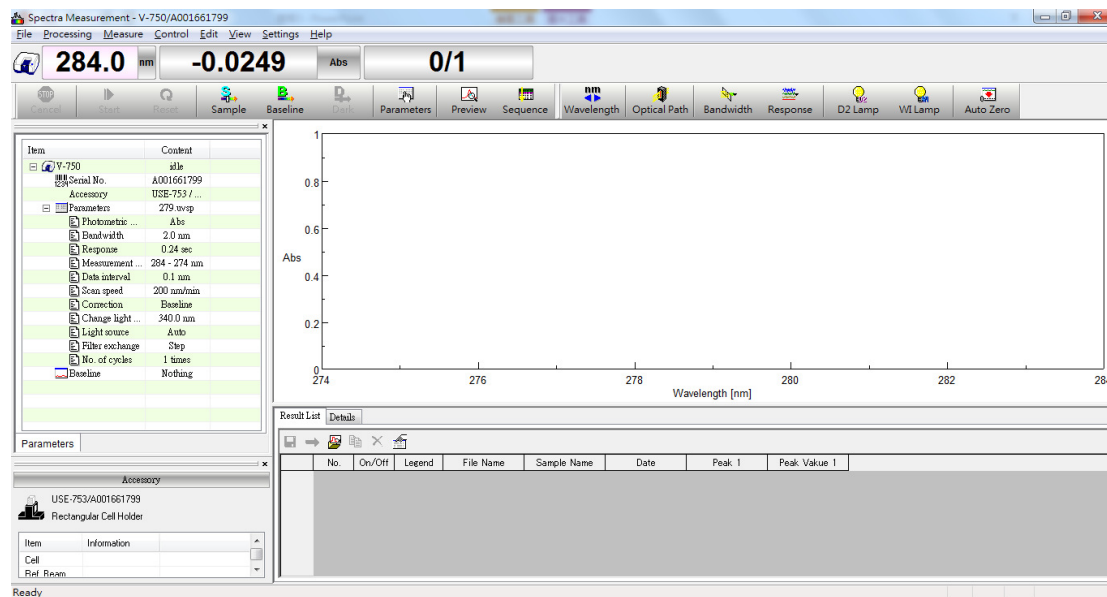 Spectra Measurement - V-750/A001661799
File Processing Measure Control Edit View Settings Help
284.0 nm -0.0249 Abs 0/1
Cancel Start Reset Sample Baseline Dark Parameters Preview Sequence Wavelength Optical Path Bandwidth Response D2 Lamp WI Lamp Auto Zero
Item Content
V-750 idle
Serial No. A001661799
Accessory USE-753 / ...
Parameters 279.uvsp
Photometric ... Abs
Bandwidth 2.0 nm
Response 0.24 sec
Measurement ... 284 - 274 nm
Data interval 0.1 nm
Scan speed 200 nm/min
Correction Baseline
Change light ... 340.0 nm
Light source Auto
Filter exchange Step
No. of cycles 1 times
Baseline Nothing
Parameters
Accessory
USE-753/A001661799
Rectangular Cell Holder
Item Information
Cell
Ref. Beam
1
0.8
0.6
Abs
0.4
0.2
0
274 276 278 280 282 284
Wavelength [nm]
Result List Details
No. On/Off Legend File Name Sample Name Date Peak 1 Peak Vakue 1
Ready